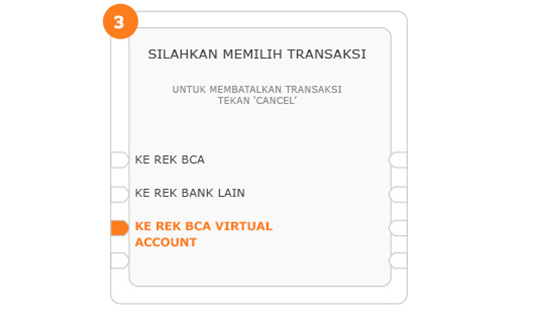 3
SILAHKAN MEMILIH TRANSAKSI
UNTUK MEMBATALKAN TRANSAKSI
TEKAN ‘CANCEL’
KE REK BCA
KE REK BANK LAIN
KE REK BCA VIRTUAL
ACCOUNT